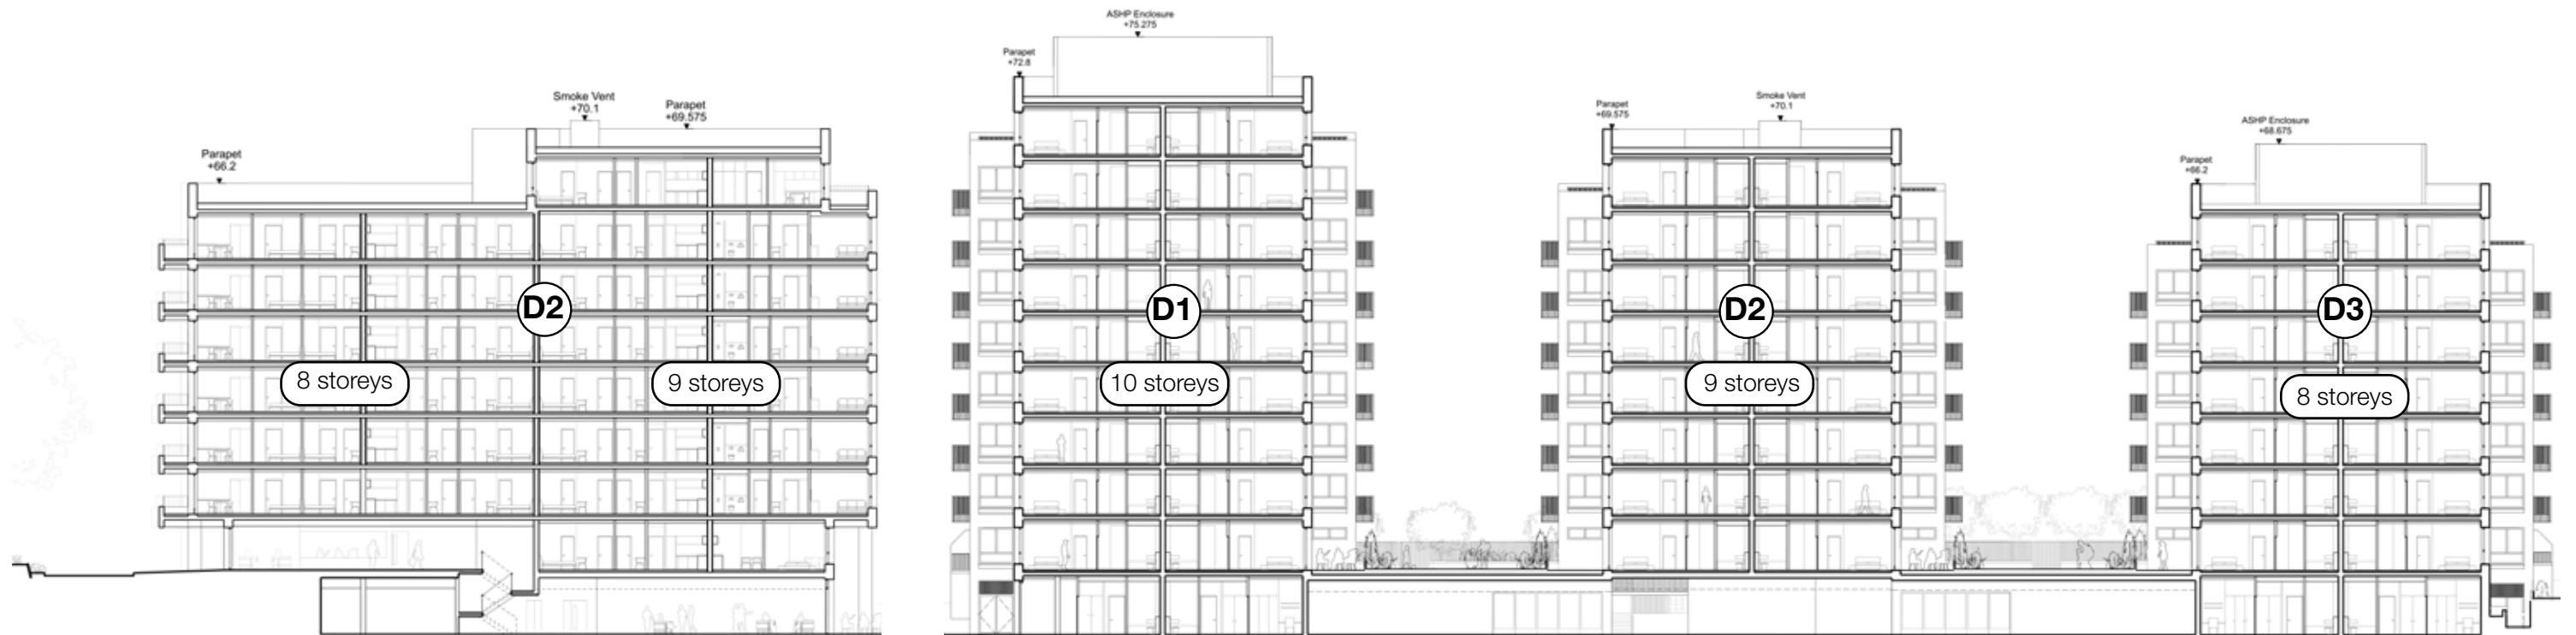 Parapet
+66.2
Smoke Vent
+70.1
Parapet
+69.575
D2
8 storeys
9 storeys
Parapet
+72.8
ASHP Enclosure
+75.275
D1
10 storeys
Parapet
+69.575
Smoke Vent
+70.1
D2
9 storeys
Parapet
+66.2
ASHP Enclosure
+68.675
D3
8 storeys